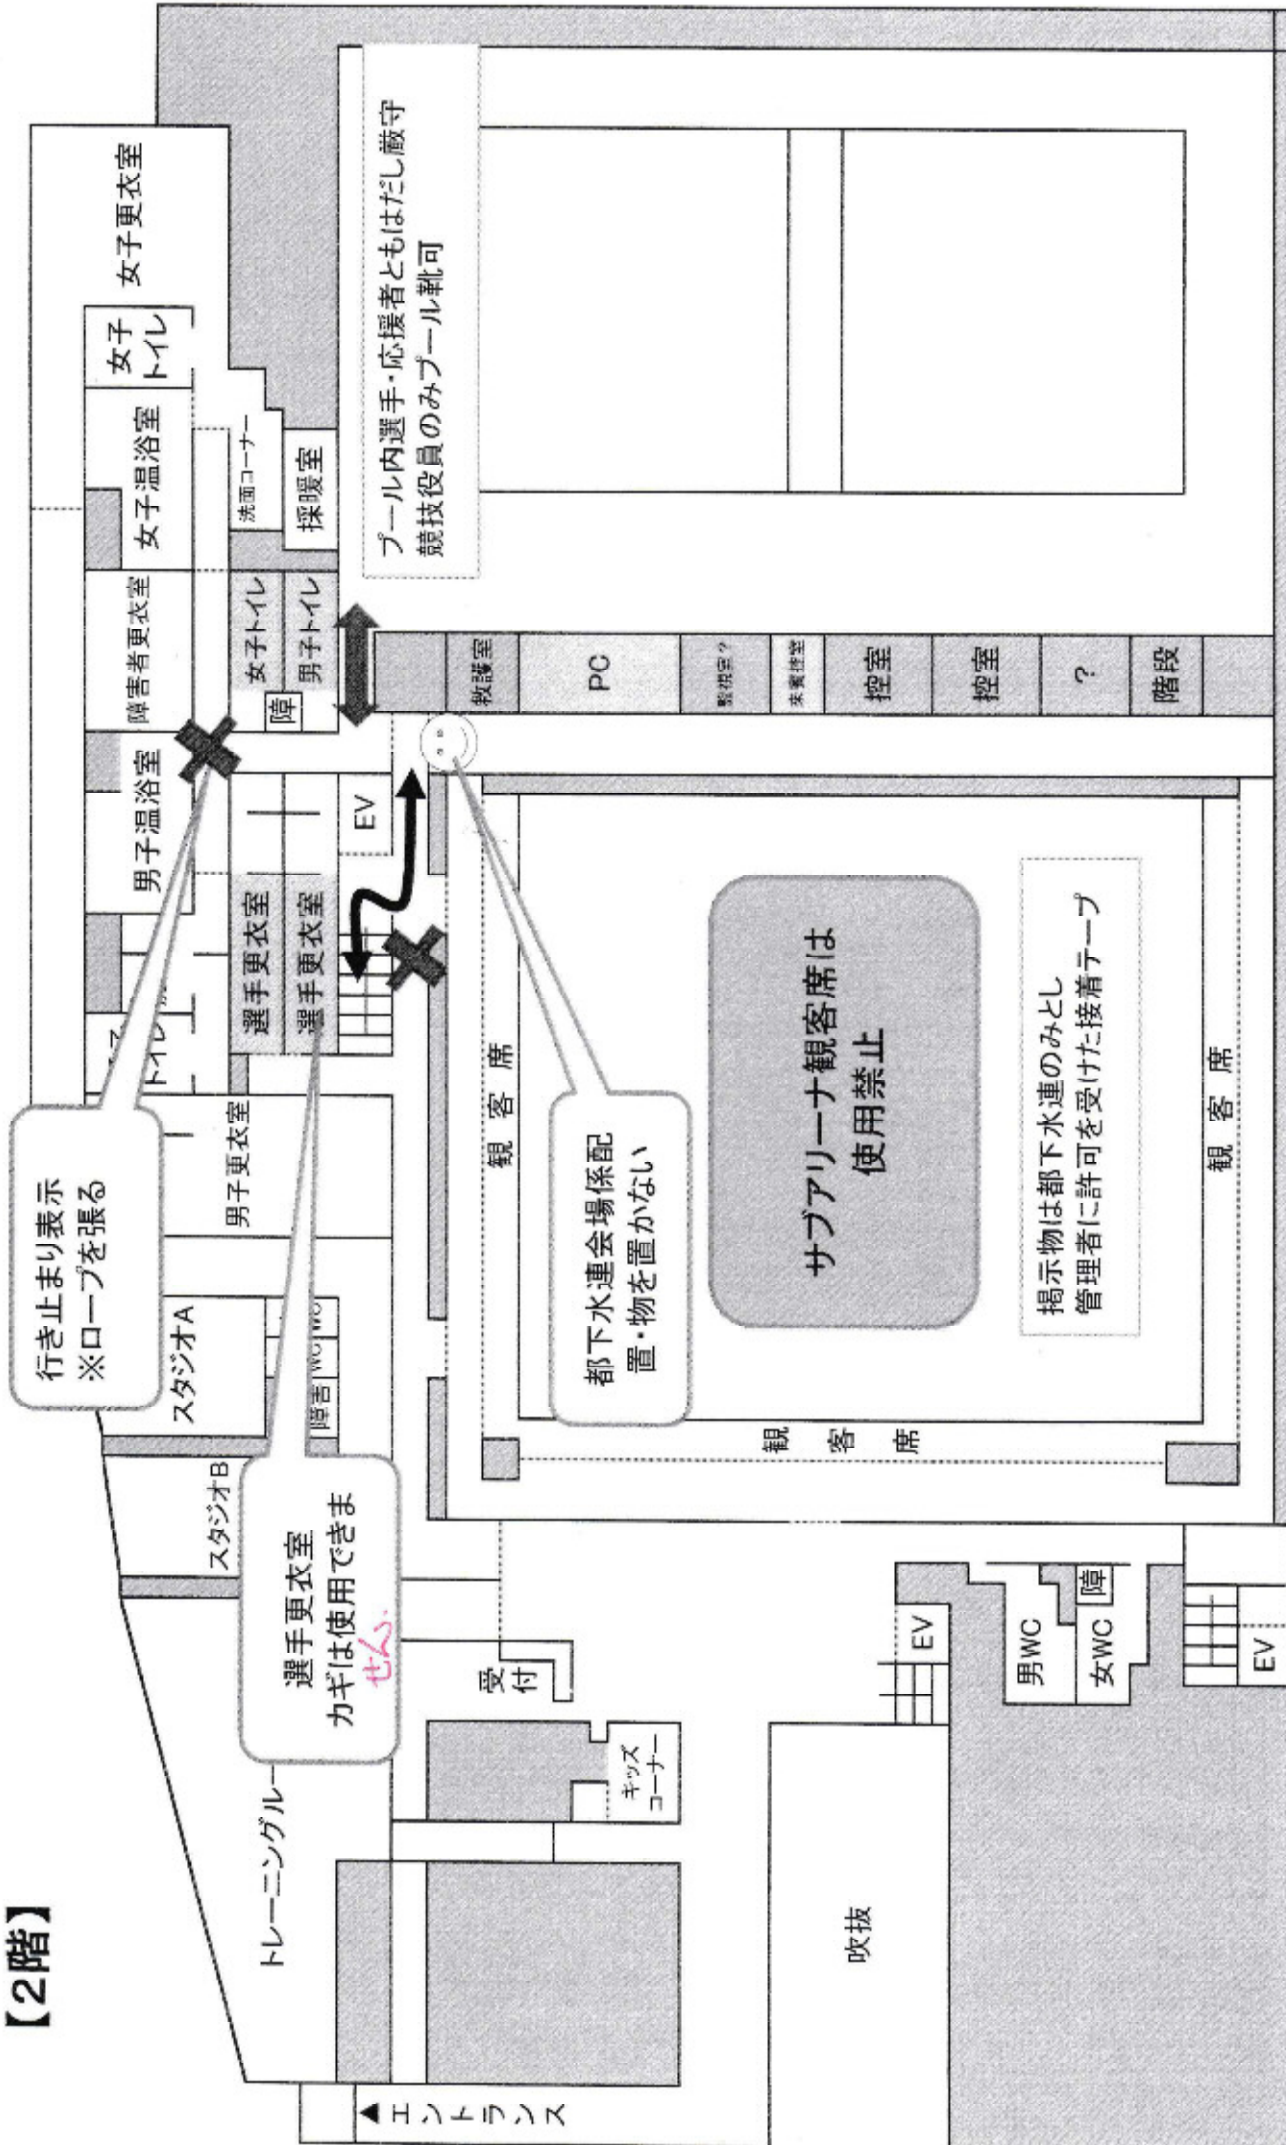 【2階】
行き止まり表示
※ロープを張る
選手更衣室
カギは使用できま
せん.
都下水連会場係配
置・物を置かない
プール内選手・応援者ともはだし厳守
競技役員のみプール靴可
サブアリーナ観客席は
使用禁止
掲示物は都下水連のみとし
管理者に許可を受けた接着テープ
▲エントランス
トレーニングルー
スタジオB
スタジオA
障害
WC
男子更衣室
トイレ
男子温浴室
障害者更衣室
女子温浴室
女子
トイレ
女子更衣室
選手更衣室
選手更衣室
EV
女子トイレ
男子トイレ
障
洗面コーナー
採暖室
救護室
PC
監視室?
来賓控室
控室
控室
?
階段
観客席
観客席
観客席
受付
キッズ
コーナー
吹抜
EV
男WC
女WC
障
EV